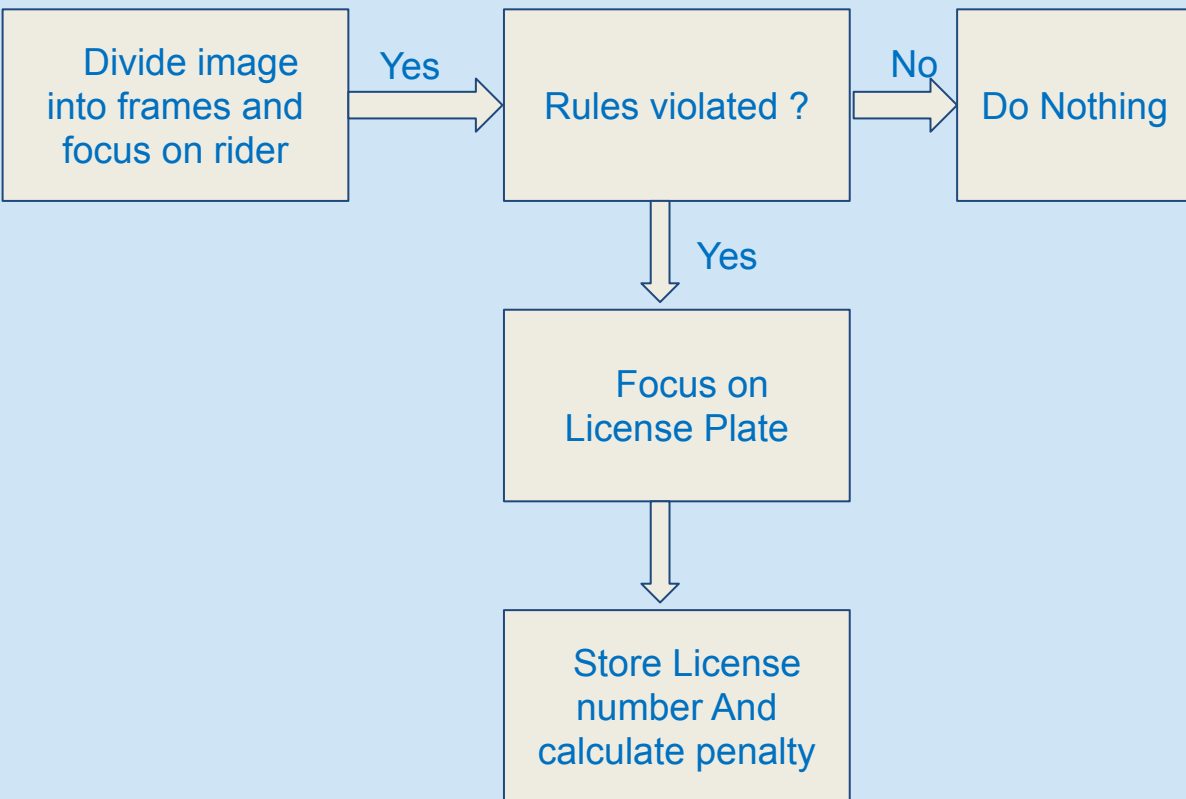 Divide image
into frames and
focus on rider
Yes
Rules violated ?
No
Do Nothing
Yes
Focus on
License Plate
Store License
number And
calculate penalty